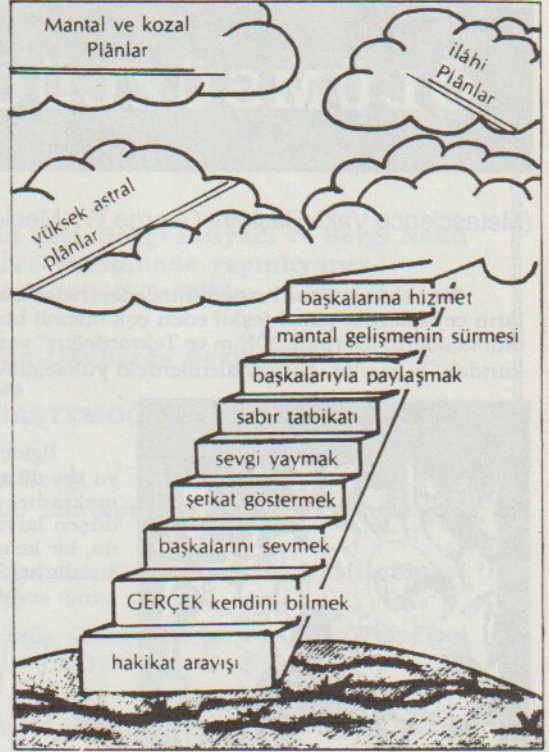 Mantal ve kozal
Plânlar
ilâhi
Plânlar
yüksek astral
plânlar
başkalarına hizmet
mantal gelişmenin sürmesi
başkalarıyla paylaşmak
sabır tatbikatı
sevgi yaymak
şefkat göstermek
başkalarını sevmek
GERÇEK kendini bilmek
hakikat arayışı